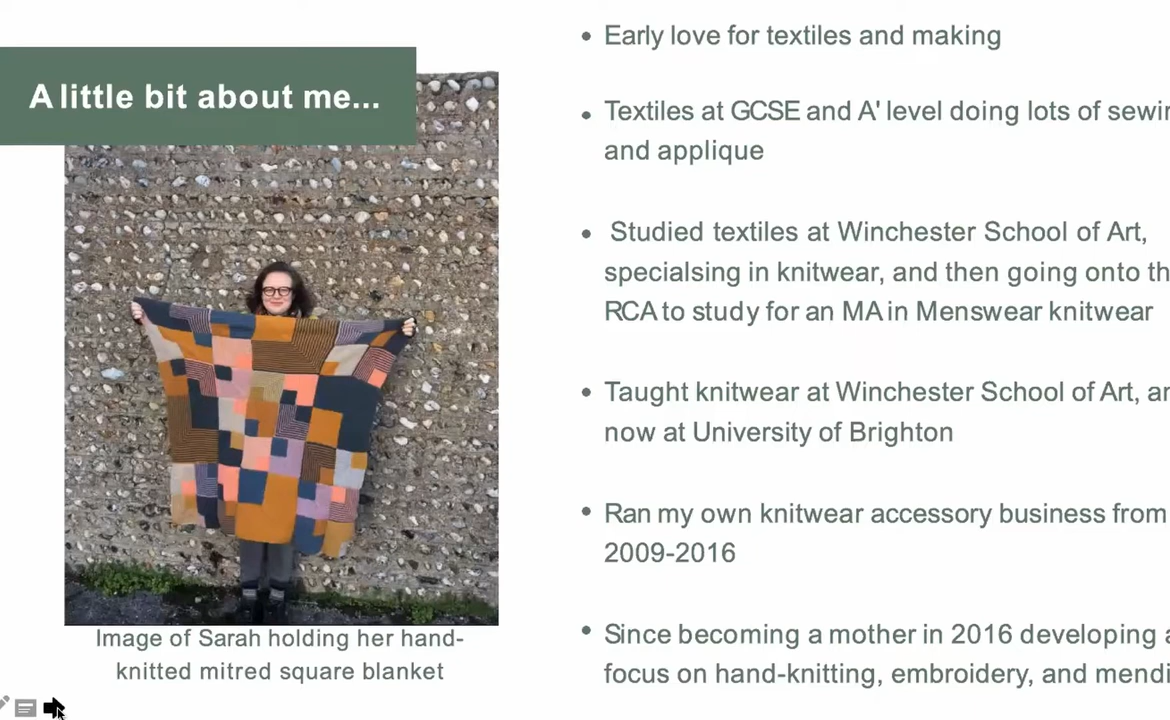 A little bit about me...
Image of Sarah holding her hand-
knitted mitred square blanket
• Early love for textiles and making
• Textiles at GCSE and A' level doing lots of
and applique
• Studied textiles at Winchester School of Art,
specialsing in knitwear, and then going onto
RCA to study for an MA in Menswear knitwear
• Taught knitwear at Winchester School of Art,
now at University of Brighton
• Ran my own knitwear accessory business from
2009-2016
• Since becoming a mother in 2016 developing
focus on hand-knitting, embroidery, and